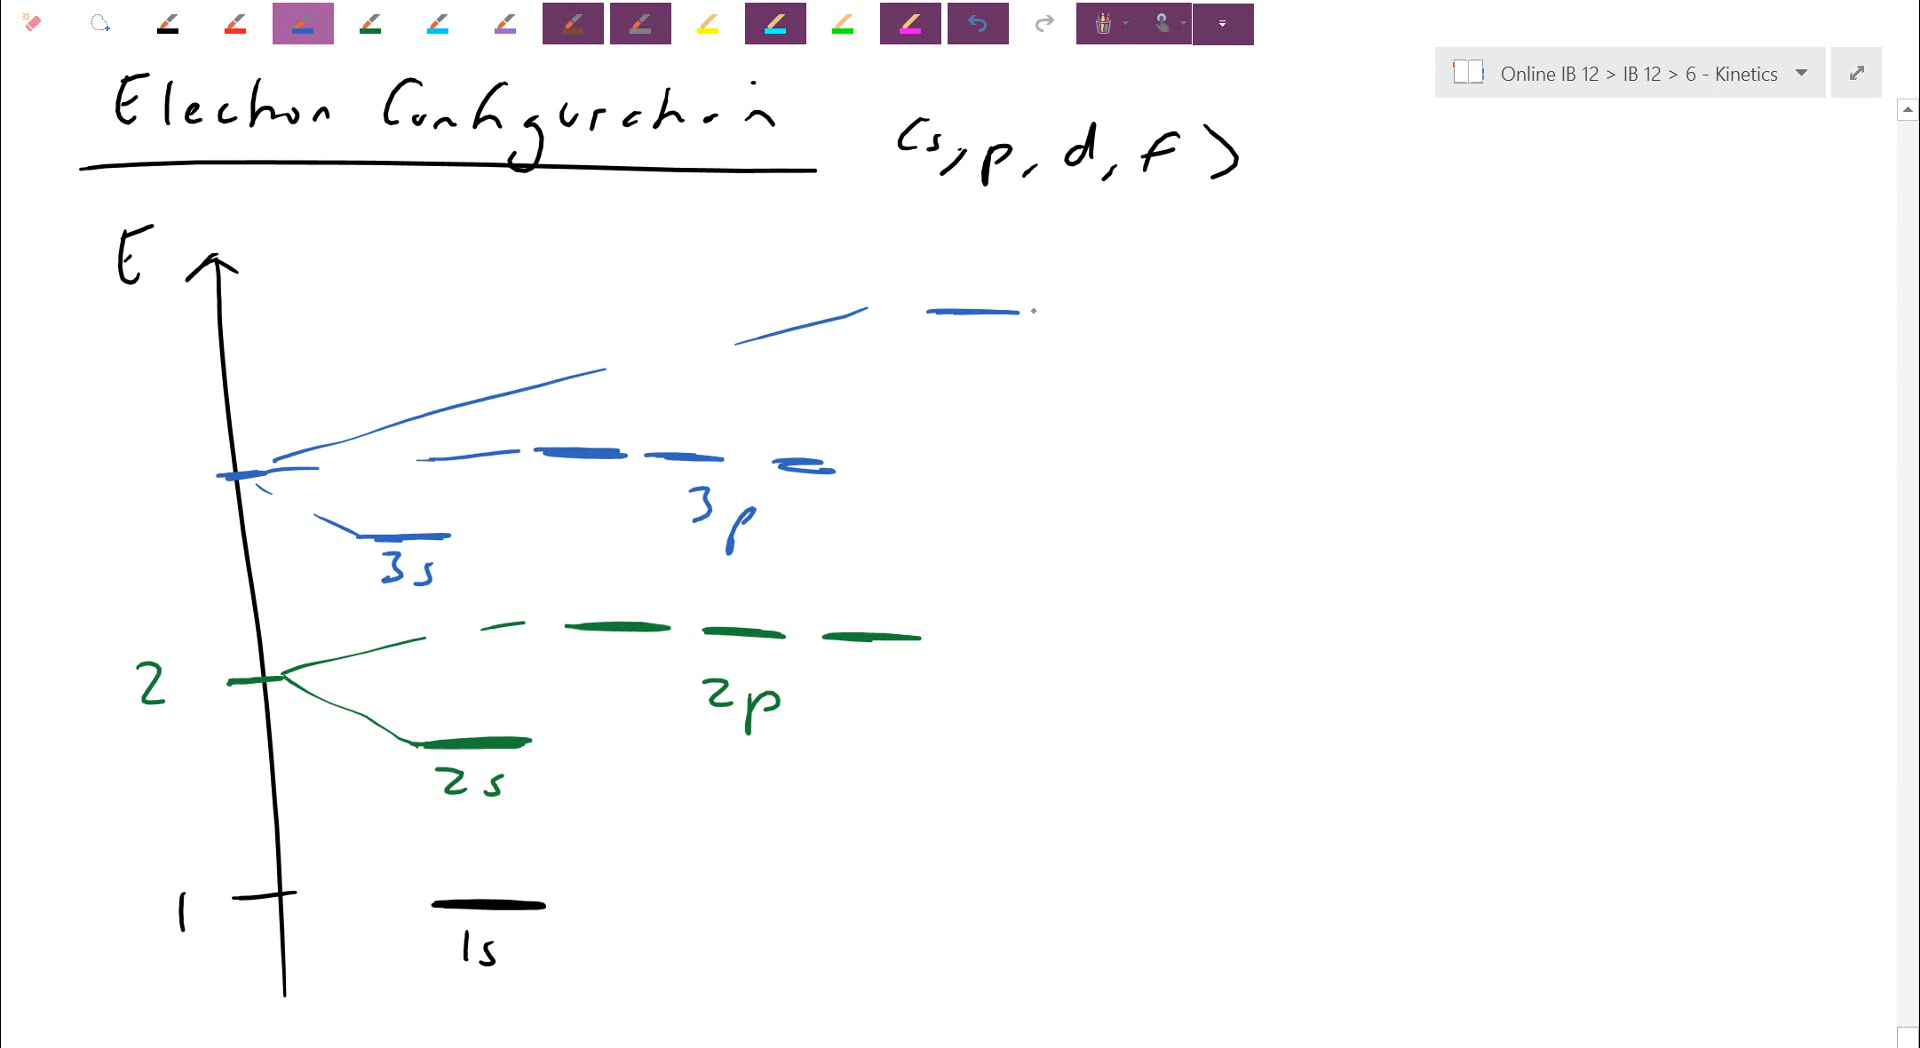 Online IB 12 > IB 12 > 6 - Kinetics
Electron Configuration (s, p, d, f)
E
3p
3s
2
2p
2s
1
1s